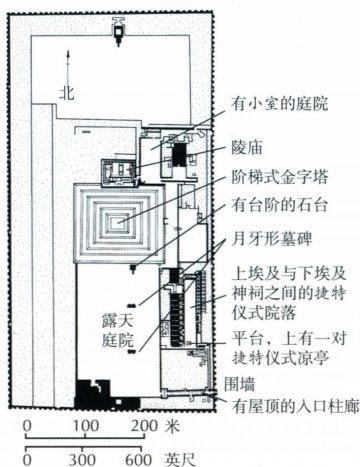 北
有小室的庭院
陵庙
阶梯式金字塔
有台阶的石台
月牙形墓碑
上埃及与下埃及
神祠之间的捷特
仪式院落
露天
庭院
平台，上有一对
捷特仪式凉亭
围墙
有屋顶的入口柱廊
0 100 200 米
0 300 600 英尺